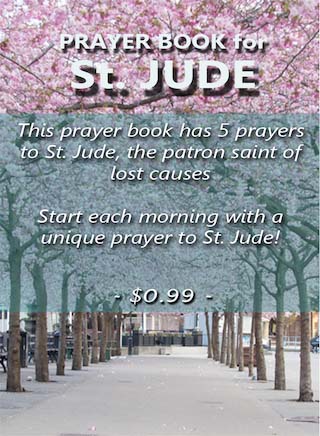 PRAYER BOOK for
St. JUDE
This prayer book has 5 prayers
to St. Jude, the patron saint of
lost causes
Start each morning with a
unique prayer to St. Jude!
- $0.99 -